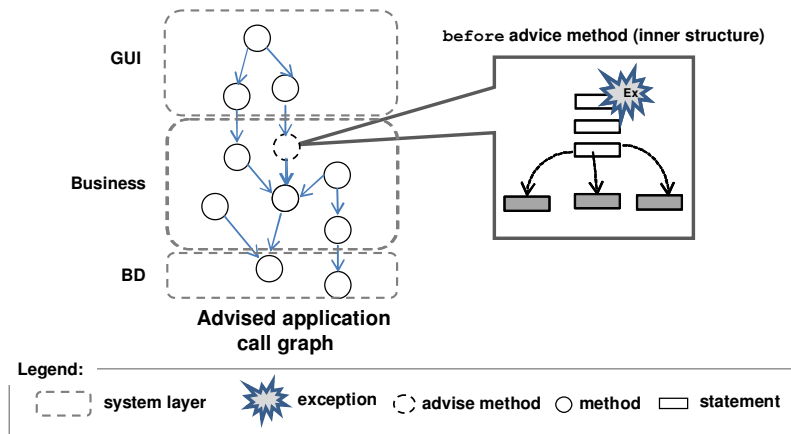 before advice method (inner structure)
GUI
Ex
Business
BD
Advised application
call graph
Legend:
system layer
exception
advise method
method
statement